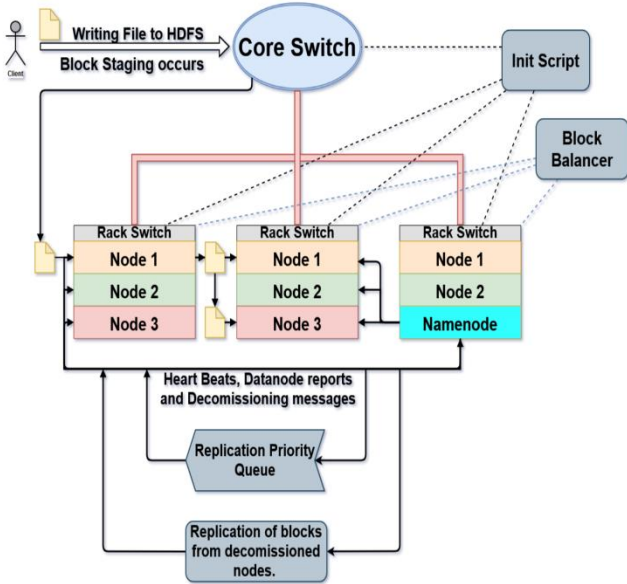 Writing File to HDFS
Block Staging occurs
Client
Core Switch
Init Script
Block
Balancer
Rack Switch
Node 1
Node 2
Node 3
Rack Switch
Node 1
Node 2
Node 3
Rack Switch
Node 1
Node 2
Namenode
Heart Beats, Datanode reports
and Decomissioning messages
Replication Priority
Queue
Replication of blocks
from decomissioned
nodes.